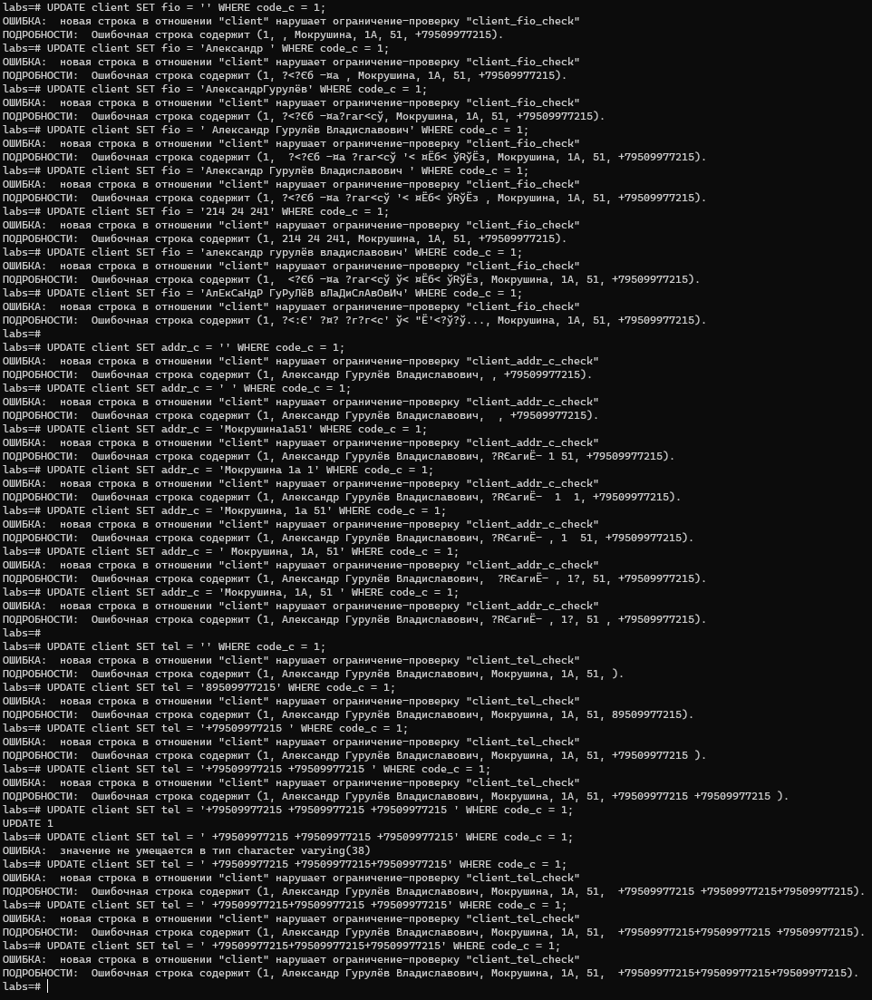 labs=# UPDATE client SET fio = '' WHERE code_c = 1;
ОШИБКА:  новая строка в отношении "client" нарушает ограничение-проверку "client_fio_check"
ПОДРОБНОСТИ:  Ошибочная строка содержит (1, , Мокрушина, 1А, 51, +79509977215).
labs=# UPDATE client SET fio = 'Александр ' WHERE code_c = 1;
ОШИБКА:  новая строка в отношении "client" нарушает ограничение-проверку "client_fio_check"
ПОДРОБНОСТИ:  Ошибочная строка содержит (1, ?<?Єб −¤а , Мокрушина, 1А, 51, +79509977215).
labs=# UPDATE client SET fio = 'АлександрГурулёв' WHERE code_c = 1;
ОШИБКА:  новая строка в отношении "client" нарушает ограничение-проверку "client_fio_check"
ПОДРОБНОСТИ:  Ошибочная строка содержит (1, ?<?Єб −¤а?гаг<сў, Мокрушина, 1А, 51, +79509977215).
labs=# UPDATE client SET fio = ' Александр Гурулёв Владиславович' WHERE code_c = 1;
ОШИБКА:  новая строка в отношении "client" нарушает ограничение-проверку "client_fio_check"
ПОДРОБНОСТИ:  Ошибочная строка содержит (1,  ?<?Єб −¤а ?гаг<сў '< ¤Ёб< ўRўЁз, Мокрушина, 1А, 51, +79509977215).
labs=# UPDATE client SET fio = 'Александр Гурулёв Владиславович ' WHERE code_c = 1;
ОШИБКА:  новая строка в отношении "client" нарушает ограничение-проверку "client_fio_check"
ПОДРОБНОСТИ:  Ошибочная строка содержит (1, ?<?Єб −¤а ?гаг<сў '< ¤Ёб< ўRўЁз , Мокрушина, 1А, 51, +79509977215).
labs=# UPDATE client SET fio = '214 24 241' WHERE code_c = 1;
ОШИБКА:  новая строка в отношении "client" нарушает ограничение-проверку "client_fio_check"
ПОДРОБНОСТИ:  Ошибочная строка содержит (1, 214 24 241, Мокрушина, 1А, 51, +79509977215).
labs=# UPDATE client SET fio = 'александр гурулёв владиславович' WHERE code_c = 1;
ОШИБКА:  новая строка в отношении "client" нарушает ограничение-проверку "client_fio_check"
ПОДРОБНОСТИ:  Ошибочная строка содержит (1,  <?Єб −¤а ?гаг<сў ў< ¤Ёб< ўRўЁз, Мокрушина, 1А, 51, +79509977215).
labs=# UPDATE client SET fio = 'АлЕкСаНдР ГуРуЛёВ вЛаДиСлАвОвИч' WHERE code_c = 1;
ОШИБКА:  новая строка в отношении "client" нарушает ограничение-проверку "client_fio_check"
ПОДРОБНОСТИ:  Ошибочная строка содержит (1, ?<:Є' ?¤? ?г?г<с' ў< "Ё'<?ў?ў..., Мокрушина, 1А, 51, +79509977215).
labs=#
labs=# UPDATE client SET addr_c = '' WHERE code_c = 1;
ОШИБКА:  новая строка в отношении "client" нарушает ограничение-проверку "client_addr_c_check"
ПОДРОБНОСТИ:  Ошибочная строка содержит (1, Александр Гурулёв Владиславович, , +79509977215).
labs=# UPDATE client SET addr_c = ' ' WHERE code_c = 1;
ОШИБКА:  новая строка в отношении "client" нарушает ограничение-проверку "client_addr_c_check"
ПОДРОБНОСТИ:  Ошибочная строка содержит (1, Александр Гурулёв Владиславович,  , +79509977215).
labs=# UPDATE client SET addr_c = 'Мокрушина1а51' WHERE code_c = 1;
ОШИБКА:  новая строка в отношении "client" нарушает ограничение-проверку "client_addr_c_check"
ПОДРОБНОСТИ:  Ошибочная строка содержит (1, Александр Гурулёв Владиславович, ?RЄагиЁ− 1 51, +79509977215).
labs=# UPDATE client SET addr_c = 'Мокрушина 1а 1' WHERE code_c = 1;
ОШИБКА:  новая строка в отношении "client" нарушает ограничение-проверку "client_addr_c_check"
ПОДРОБНОСТИ:  Ошибочная строка содержит (1, Александр Гурулёв Владиславович, ?RЄагиЁ−  1  1, +79509977215).
labs=# UPDATE client SET addr_c = 'Мокрушина, 1а 51' WHERE code_c = 1;
ОШИБКА:  новая строка в отношении "client" нарушает ограничение-проверку "client_addr_c_check"
ПОДРОБНОСТИ:  Ошибочная строка содержит (1, Александр Гурулёв Владиславович, ?RЄагиЁ− , 1  51, +79509977215).
labs=# UPDATE client SET addr_c = ' Мокрушина, 1А, 51' WHERE code_c = 1;
ОШИБКА:  новая строка в отношении "client" нарушает ограничение-проверку "client_addr_c_check"
ПОДРОБНОСТИ:  Ошибочная строка содержит (1, Александр Гурулёв Владиславович,  ?RЄагиЁ− , 1?, 51, +79509977215).
labs=# UPDATE client SET addr_c = 'Мокрушина, 1А, 51 ' WHERE code_c = 1;
ОШИБКА:  новая строка в отношении "client" нарушает ограничение-проверку "client_addr_c_check"
ПОДРОБНОСТИ:  Ошибочная строка содержит (1, Александр Гурулёв Владиславович, ?RЄагиЁ− , 1?, 51 , +79509977215).
labs=#
labs=# UPDATE client SET tel = '' WHERE code_c = 1;
ОШИБКА:  новая строка в отношении "client" нарушает ограничение-проверку "client_tel_check"
ПОДРОБНОСТИ:  Ошибочная строка содержит (1, Александр Гурулёв Владиславович, Мокрушина, 1А, 51, ).
labs=# UPDATE client SET tel = '89509977215' WHERE code_c = 1;
ОШИБКА:  новая строка в отношении "client" нарушает ограничение-проверку "client_tel_check"
ПОДРОБНОСТИ:  Ошибочная строка содержит (1, Александр Гурулёв Владиславович, Мокрушина, 1А, 51, 89509977215).
labs=# UPDATE client SET tel = '+79509977215 ' WHERE code_c = 1;
ОШИБКА:  новая строка в отношении "client" нарушает ограничение-проверку "client_tel_check"
ПОДРОБНОСТИ:  Ошибочная строка содержит (1, Александр Гурулёв Владиславович, Мокрушина, 1А, 51, +79509977215 ).
labs=# UPDATE client SET tel = '+79509977215 +79509977215 ' WHERE code_c = 1;
ОШИБКА:  новая строка в отношении "client" нарушает ограничение-проверку "client_tel_check"
ПОДРОБНОСТИ:  Ошибочная строка содержит (1, Александр Гурулёв Владиславович, Мокрушина, 1А, 51, +79509977215 +79509977215 ).
labs=# UPDATE client SET tel = '+79509977215 +79509977215 +79509977215 ' WHERE code_c = 1;
UPDATE 1
labs=# UPDATE client SET tel = ' +79509977215 +79509977215 +79509977215' WHERE code_c = 1;
ОШИБКА:  значение не умещается в тип character varying(38)
labs=# UPDATE client SET tel = ' +79509977215 +79509977215+79509977215' WHERE code_c = 1;
ОШИБКА:  новая строка в отношении "client" нарушает ограничение-проверку "client_tel_check"
ПОДРОБНОСТИ:  Ошибочная строка содержит (1, Александр Гурулёв Владиславович, Мокрушина, 1А, 51,  +79509977215 +79509977215+79509977215).
labs=# UPDATE client SET tel = ' +79509977215+79509977215 +79509977215' WHERE code_c = 1;
ОШИБКА:  новая строка в отношении "client" нарушает ограничение-проверку "client_tel_check"
ПОДРОБНОСТИ:  Ошибочная строка содержит (1, Александр Гурулёв Владиславович, Мокрушина, 1А, 51,  +79509977215+79509977215 +79509977215).
labs=# UPDATE client SET tel = ' +79509977215+79509977215+79509977215' WHERE code_c = 1;
ОШИБКА:  новая строка в отношении "client" нарушает ограничение-проверку "client_tel_check"
ПОДРОБНОСТИ:  Ошибочная строка содержит (1, Александр Гурулёв Владиславович, Мокрушина, 1А, 51,  +79509977215+79509977215+79509977215).
labs=#